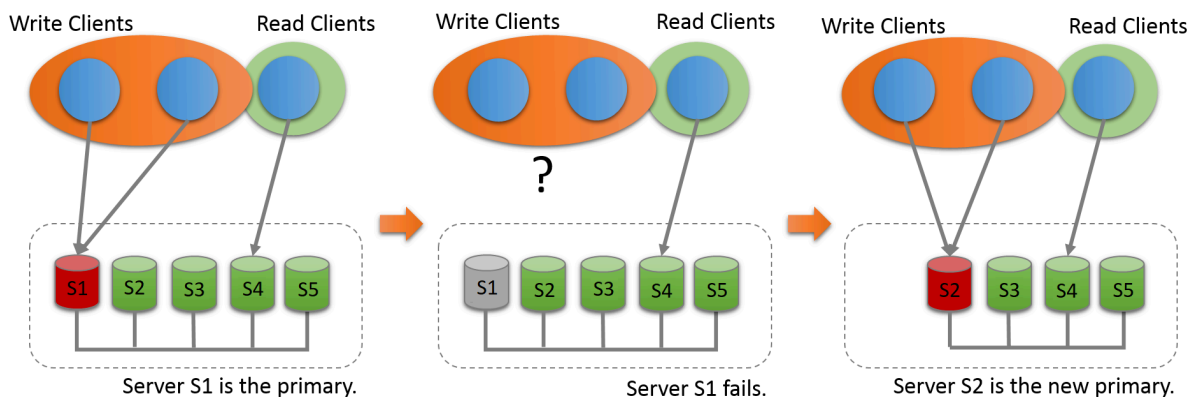 Write Clients
Read Clients
S1 S2 S3 S4 S5
Server S1 is the primary.
Write Clients
Read Clients
?
S1 S2 S3 S4 S5
Server S1 fails.
Write Clients
Read Clients
S2 S3 S4 S5
Server S2 is the new primary.